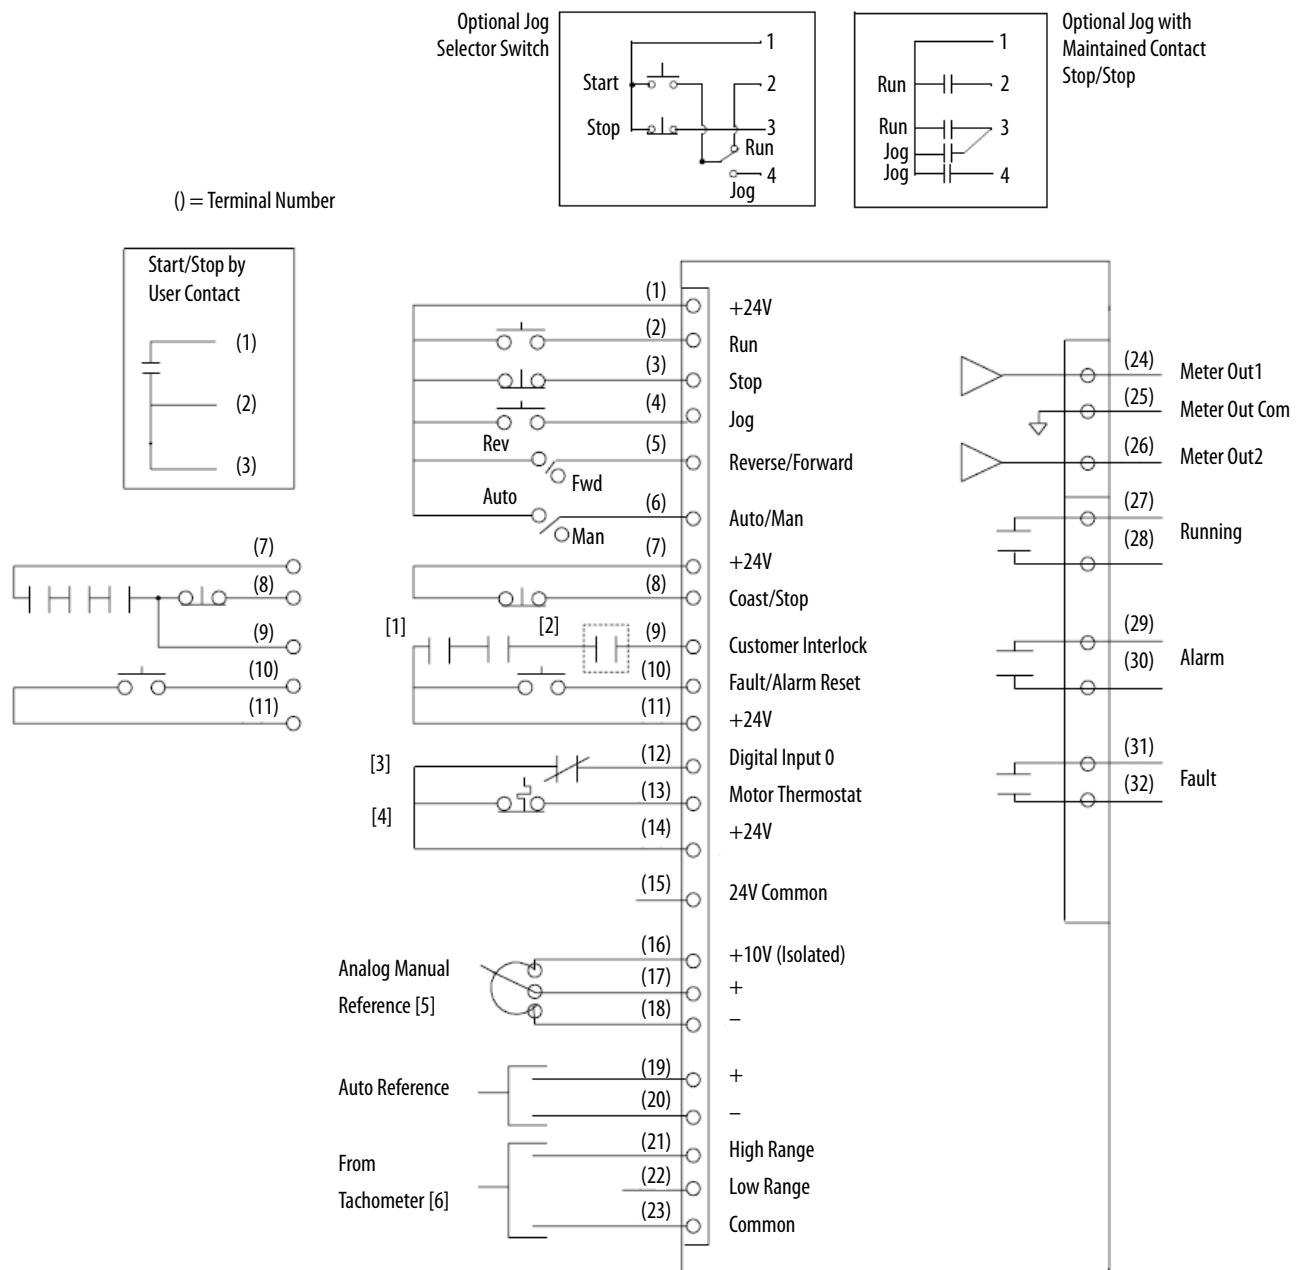 Optional Jog
Selector Switch
1
Start
2
Stop
3
Run
4
Jog
Optional Jog with
Maintained Contact
Stop/Stop
1
Run
2
Run
3
Jog
Jog
4
() = Terminal Number
Start/Stop by
User Contact
(1)
(2)
(3)
(7)
(8)
(9)
(10)
(11)
(1)
+24V
(2)
Run
(3)
Stop
(4)
Jog
Rev
(5)
Reverse/Forward
Fwd
Auto
(6)
Auto/Man
Man
(7)
+24V
(8)
Coast/Stop
[1]
[2]
(9)
Customer Interlock
(10)
Fault/Alarm Reset
(11)
+24V
[3]
(12)
Digital Input 0
(13)
Motor Thermostat
[4]
(14)
+24V
(15)
24V Common
(16)
+10V (Isolated)
Analog Manual
Reference [5]
(17)
+
(18)
–
Auto Reference
(19)
+
(20)
–
From
Tachometer [6]
(21)
High Range
(22)
Low Range
(23)
Common
(24)
Meter Out1
(25)
Meter Out Com
(26)
Meter Out2
(27)
(28)
Running
(29)
(30)
Alarm
(31)
(32)
Fault